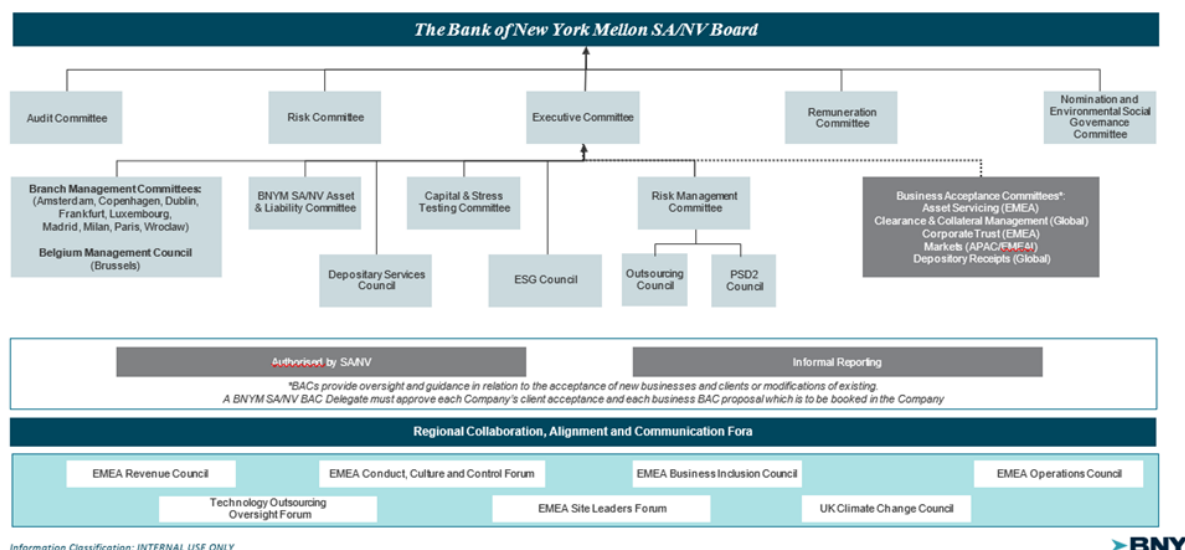 The Bank of New York Mellon SA/NV Board
Audit Committee
Risk Committee
Executive Committee
Remuneration
Committee
Nomination and
Environmental Social
Governance
Committee
Branch Management Committees:
(Amsterdam, Copenhagen, Dublin,
Frankfurt, Luxembourg,
Madrid, Milan, Paris, Wroclaw)
Belgium Management Council
(Brussels)
BNYM SA/NV Asset
& Liability Committee
Capital & Stress
Testing Committee
Risk Management
Committee
Business Acceptance Committees*:
Asset Servicing (EMEA)
Clearance & Collateral Management (Global)
Corporate Trust (EMEA)
Markets (APAC/EMEAI)
Depository Receipts (Global)
Depositary Services
Council
ESG Council
Outsourcing
Council
PSD2
Council
Authorised by SA/NV
Informal Reporting
*BACs provide oversight and guidance in relation to the acceptance of new businesses and clients or modifications of existing.
A BNYM SA/NV BAC Delegate must approve each Company's client acceptance and each business BAC proposal which is to be booked in the Company
Regional Collaboration, Alignment and Communication Fora
EMEA Revenue Council
EMEA Conduct, Culture and Control Forum
EMEA Business Inclusion Council
EMEA Operations Council
Technology Outsourcing
Oversight Forum
EMEA Site Leaders Forum
UK Climate Change Council
Information Classification: INTERNAL USE ONLY
BNY